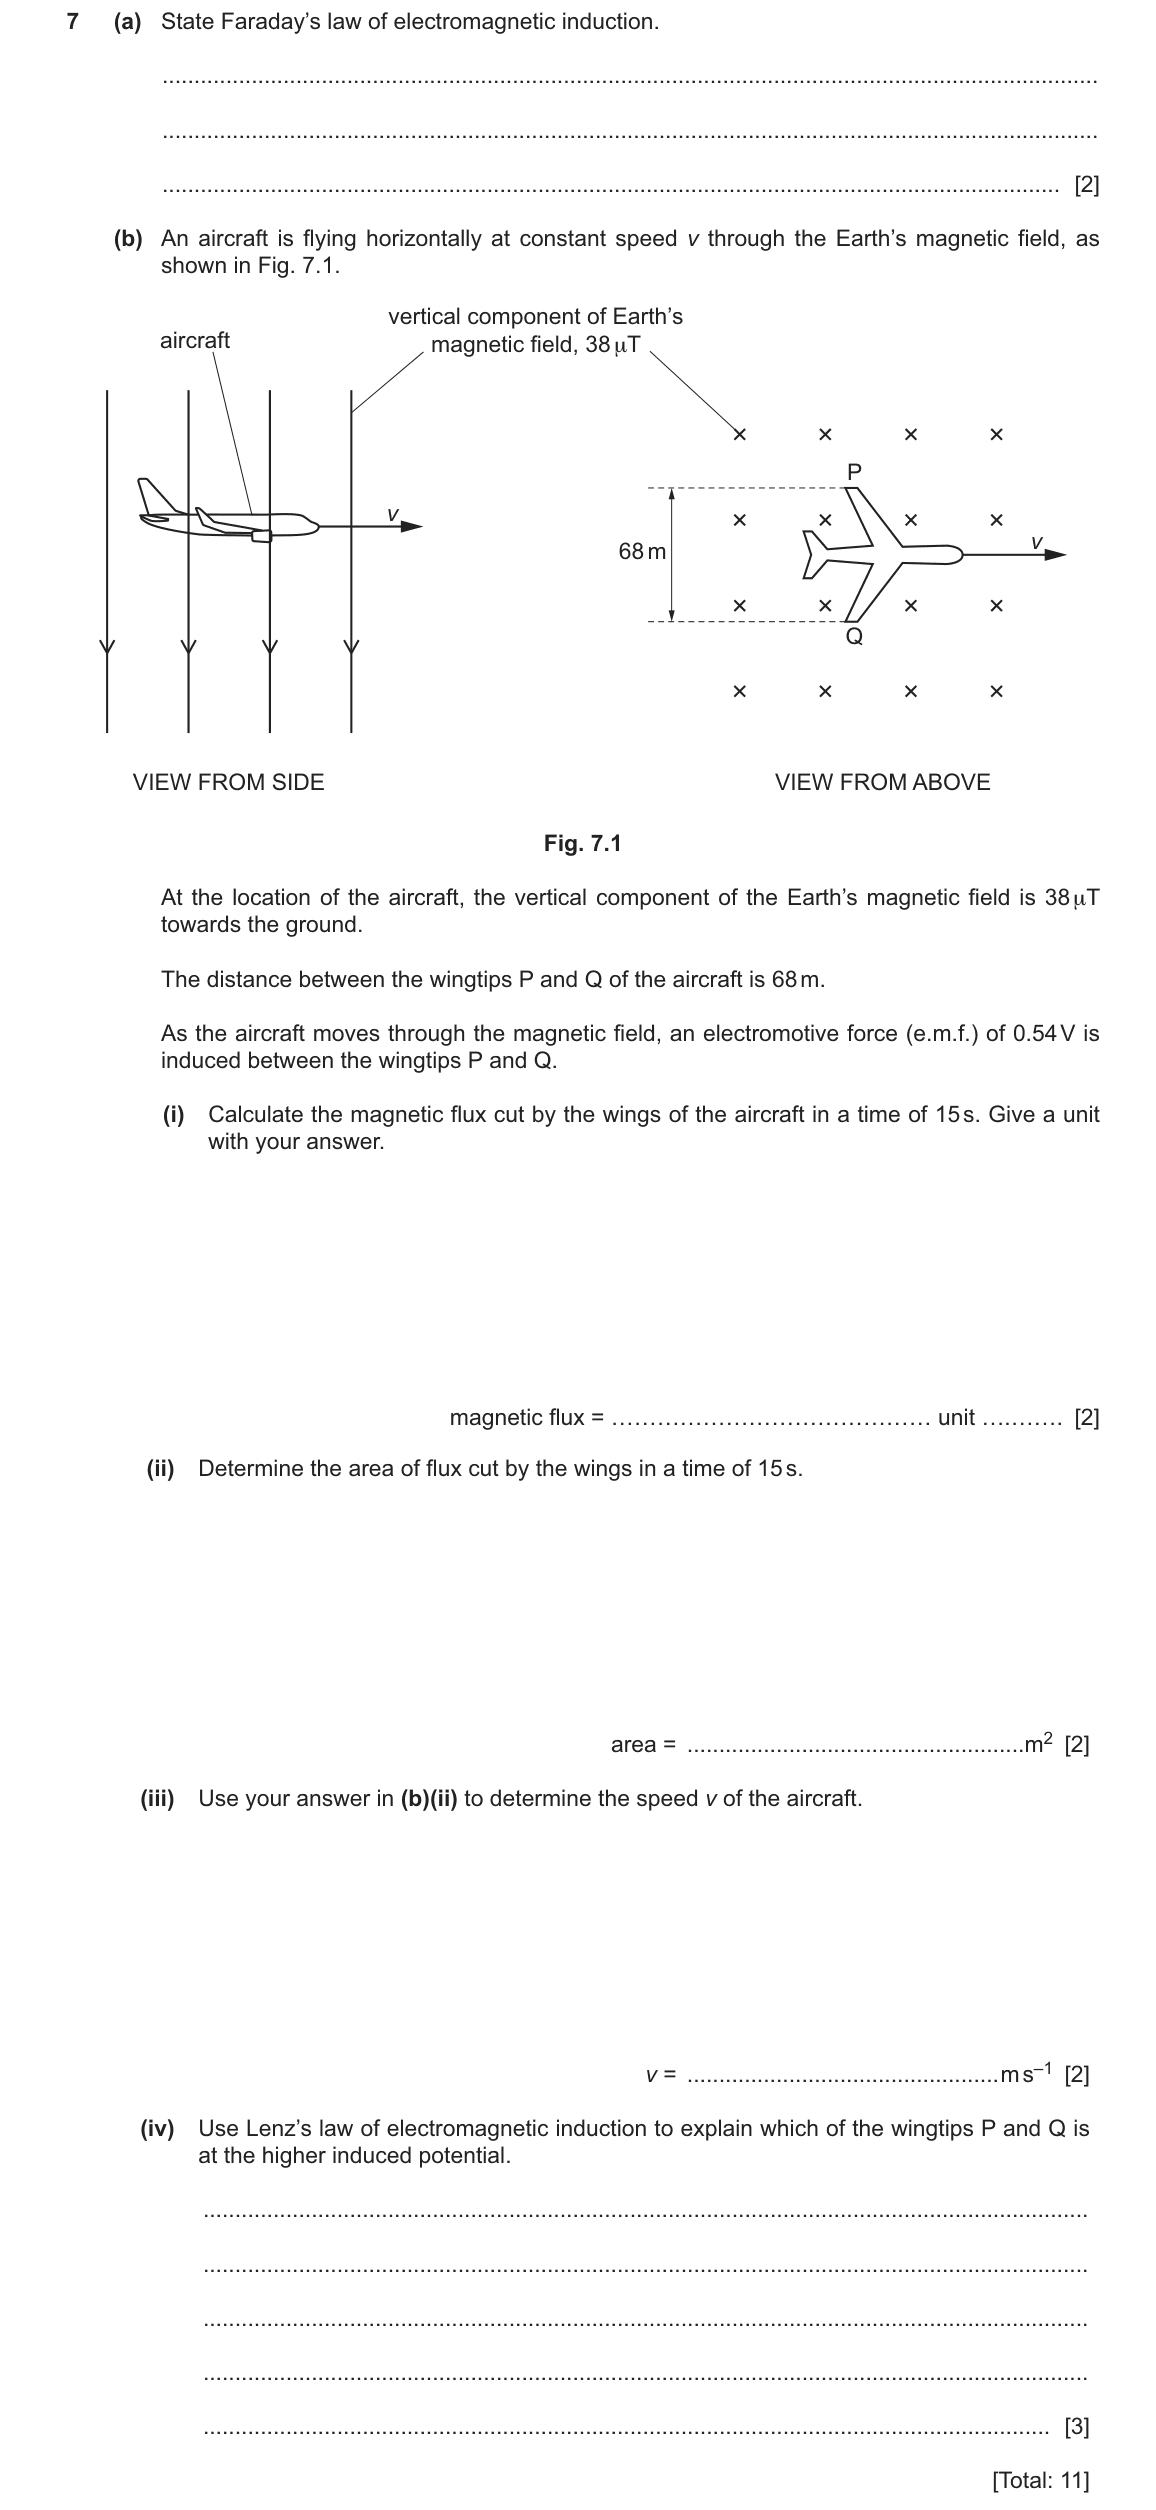 7 (a) State Faraday's law of electromagnetic induction.
..........................................................................................................................................
..........................................................................................................................................
.................................................................................................................................... [2]
(b) An aircraft is flying horizontally at constant speed v through the Earth's magnetic field, as
shown in Fig. 7.1.
vertical component of Earth's
magnetic field, 38 μT
aircraft
v
× × × ×
P
× × × ×
68 m
v
× × × ×
Q
× × × ×
VIEW FROM SIDE VIEW FROM ABOVE
Fig. 7.1
At the location of the aircraft, the vertical component of the Earth's magnetic field is 38 μT
towards the ground.
The distance between the wingtips P and Q of the aircraft is 68 m.
As the aircraft moves through the magnetic field, an electromotive force (e.m.f.) of 0.54 V is
induced between the wingtips P and Q.
(i) Calculate the magnetic flux cut by the wings of the aircraft in a time of 15 s. Give a unit
with your answer.
magnetic flux = .......................................... unit ........... [2]
(ii) Determine the area of flux cut by the wings in a time of 15 s.
area = .....................................................m² [2]
(iii) Use your answer in (b)(ii) to determine the speed v of the aircraft.
v = .................................................m s⁻¹ [2]
(iv) Use Lenz's law of electromagnetic induction to explain which of the wingtips P and Q is
at the higher induced potential.
..................................................................................................................................
..................................................................................................................................
..................................................................................................................................
..................................................................................................................................
............................................................................................................................ [3]
[Total: 11]